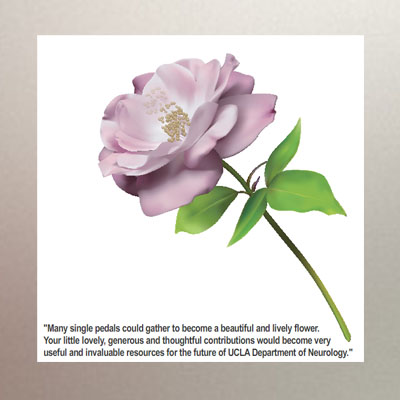 "Many single pedals could gather to become a beautiful and lively flower.
Your little lovely, generous and thoughtful contributions would become very
useful and invaluable resources for the future of UCLA Department of Neurology."